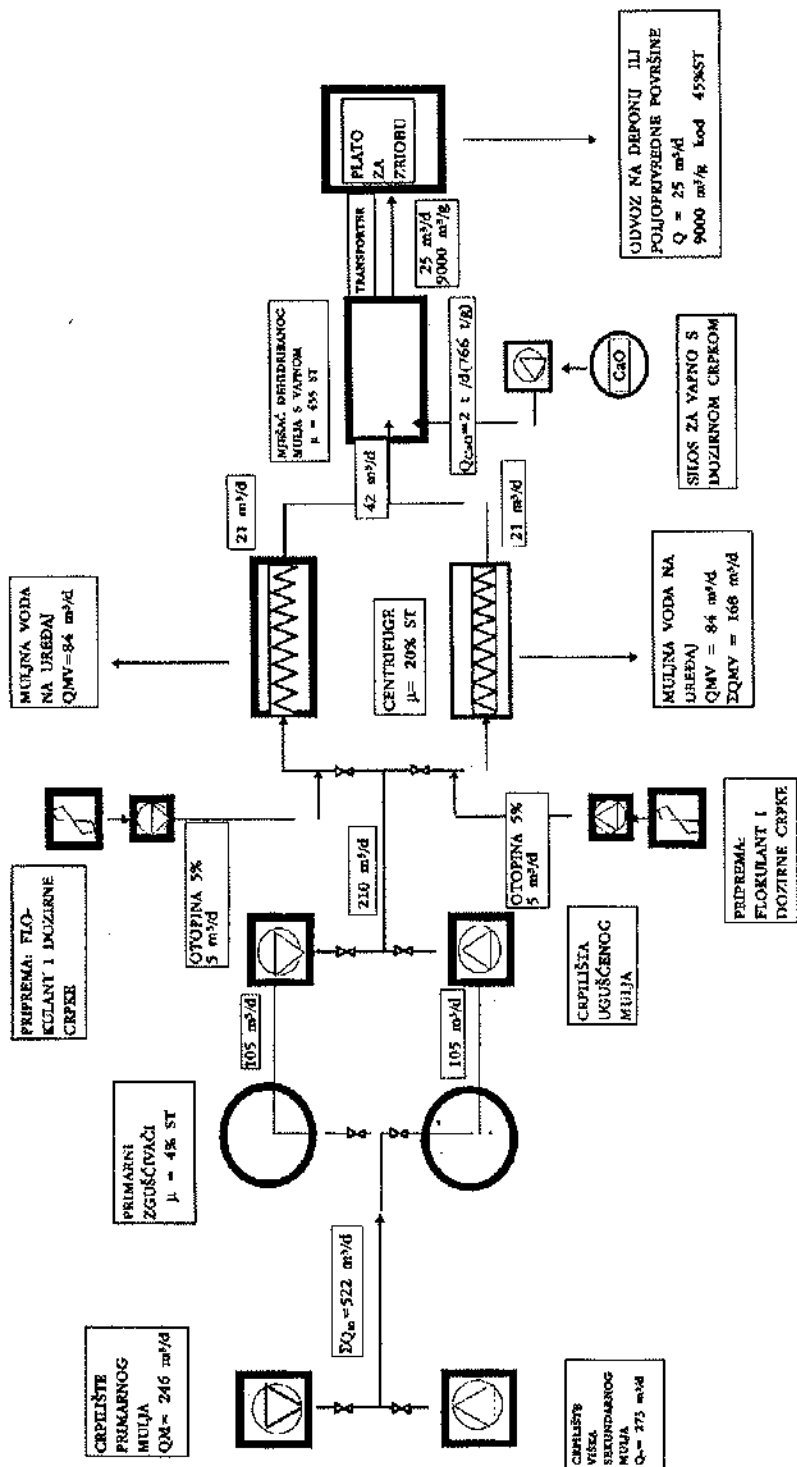 CRPILIŠTE
PRIMARNOG
MULJA
QM= 246 m³/d
CRPILIŠTE
VIŠKA
SEKUNDARNOG
MULJA
ΣQₘ=522 m³/d
PRIMARNI
ZGUŠĆIVAČI
μ = 4% ST
105 m³/d
105 m³/d
PRIPREMA: FLO-
KULANT I DOZIRNE
CRPKE
OTOPINA 5%
5 m³/d
210 m³/d
OTOPINA 5%
5 m³/d
CRPILIŠTA
UGUŠĆENOG
MULJA
PRIPREMA:
FLOKULANT I
DOZIRNE CRPKE
MULJNA VODA
NA UREĐAJ
QMV=84 m³/d
21 m³/d
CENTRIFUGE
μ= 20% ST
21 m³/d
MULJNA VODA NA
UREĐAJ
QMV = 84 m³/d
ΣQMV = 168 m³/d
42 m³/d
MJEŠAČ DEHIDRIRANOG
MULJA S VAPNOM
QCaO=2 t /d(766 t/g)
CaO
SILOS ZA VAPNO S
DOZIRNOM CRPKOM
TRANSPORTER
25 m³/d
9000 m³/g
PLATO
ZA
ZRIOBU
ODVOZ NA DEPONIJ ILI
POLJOPRIVREDNE POVRŠINE
Q = 25 m³/d
9000 m³/g kod 45%ST